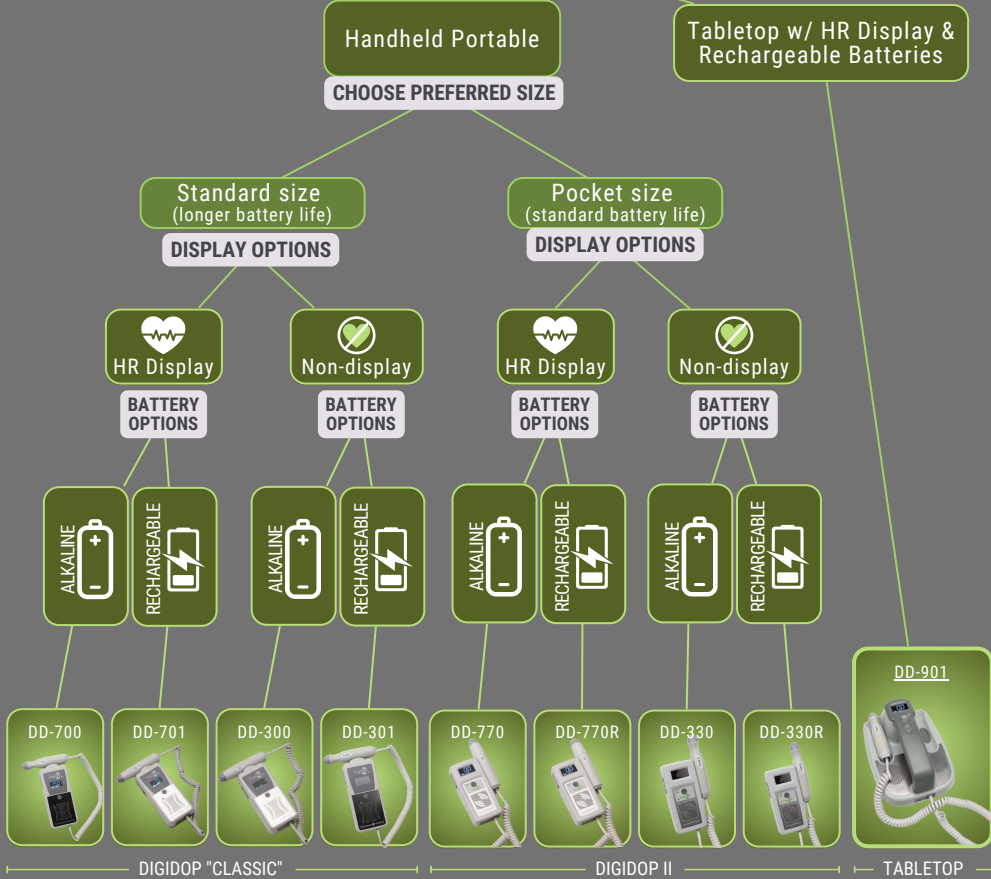 Handheld Portable
Tabletop w/ HR Display &
Rechargeable Batteries
CHOOSE PREFERRED SIZE
Standard size
(longer battery life)
Pocket size
(standard battery life)
DISPLAY OPTIONS
DISPLAY OPTIONS
HR Display
Non-display
HR Display
Non-display
BATTERY
OPTIONS
BATTERY
OPTIONS
BATTERY
OPTIONS
BATTERY
OPTIONS
ALKALINE
RECHARGEABLE
ALKALINE
RECHARGEABLE
ALKALINE
RECHARGEABLE
ALKALINE
RECHARGEABLE
DD-901
DD-700
DD-701
DD-300
DD-301
DD-770
DD-770R
DD-330
DD-330R
DIGIDOP "CLASSIC"
DIGIDOP II
TABLETOP